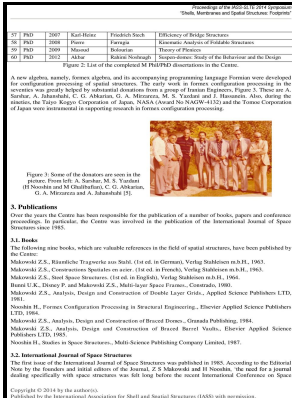 Proceedings of the IASS-SLTE 2014 Symposium
"Shells, Membranes and Spatial Structures: Footprints"
57 PhD 2007 Karl-Heine Friedrich Stech Efficiency of Bridge Structures
58 PhD 2008 Pierre Farrugia Kinematic Analysis of Foldable Structures
59 PhD 2009 Masoud Bolourian Theory of Plenices
60 PhD 2012 Akbar Rahimi Noshnagh Suspen-domes: Study of the Behaviour and the Design
Figure 2: List of the completed M Phil/PhD dissertations in the Centre.
A new algebra, namely, formex algebra, and its accompanying programming language Formian were developed
for configuration processing of spatial structures. The early work in formex configuration processing in the
seventies was greatly helped by substantial donations from a group of Iranian Engineers, Figure 3. These are A.
Sarshar, A. Jahanshahi, C. G. Abkarian, G. A. Mirzanza, M. S. Yazdani and J. Hassanein. Also, during the
nineties, the Taiyo Kogyo Corporation of Japan, NASA (Award No NAGW-4132) and the Tomoe Corporation
of Japan were instrumental in supporting research in formex configuration processing.
Figure 3: Some of the donators are seen in
the picture. From left: A. Sarshar, M. S. Yazdani
(H Nooshin and M Ghalibafian), C. G. Abkarian,
G. A. Mirzanza and A. Jahanshahi [5].
3. Publications
Over the years the Centre has been responsible for the publication of a number of books, papers and conference
proceedings. In particular, the Centre was involved in the publication of the International Journal of Space
Structures since 1985.
3.1. Books
The following nine books, which are valuable references in the field of spatial structures, have been published by
the Centre:
Makowski Z.S., Räumliche Tragwerke aus Stahl. (1st ed. in German), Verlag Stahleisen m.b.H., 1963.
Makowski Z.S., Constructions Spatiales en acier. (1st ed. in French), Verlag Stahleisen m.b.H., 1963.
Makowski Z.S., Steel Space Structures. (1st ed. in English), Verlag Stahleisen m.b.H., 1964.
Bunni U.K., Disney P. and Makowski Z.S., Multi-layer Space Frames., Constrado, 1980.
Makowski Z.S., Analysis, Design and Construction of Double Layer Grids., Applied Science Publishers LTD,
1981.
Nooshin H., Formex Configuration Processing in Structural Engineering., Elsevier Applied Science Publishers
LTD, 1984.
Makowski Z.S., Analysis, Design and Construction of Braced Domes., Granada Publishing, 1984.
Makowski Z.S., Analysis, Design and Construction of Braced Barrel Vaults., Elsevier Applied Science
Publishers LTD, 1985.
Nooshin H., Studies in Space Structures., Multi-Science Publishing Company Limited, 1987.
3.2. International Journal of Space Structures
The first issue of the International Journal of Space Structures was published in 1985. According to the Editorial
Note by the founders and initial editors of the Journal, Z S Makowski and H Nooshin, 'the need for a journal
dealing specifically with space structures was felt long before the recent International Conference on Space
Copyright © 2014 by the author(s).
Published by the International Association for Shell and Spatial Structures (IASS) with permission.